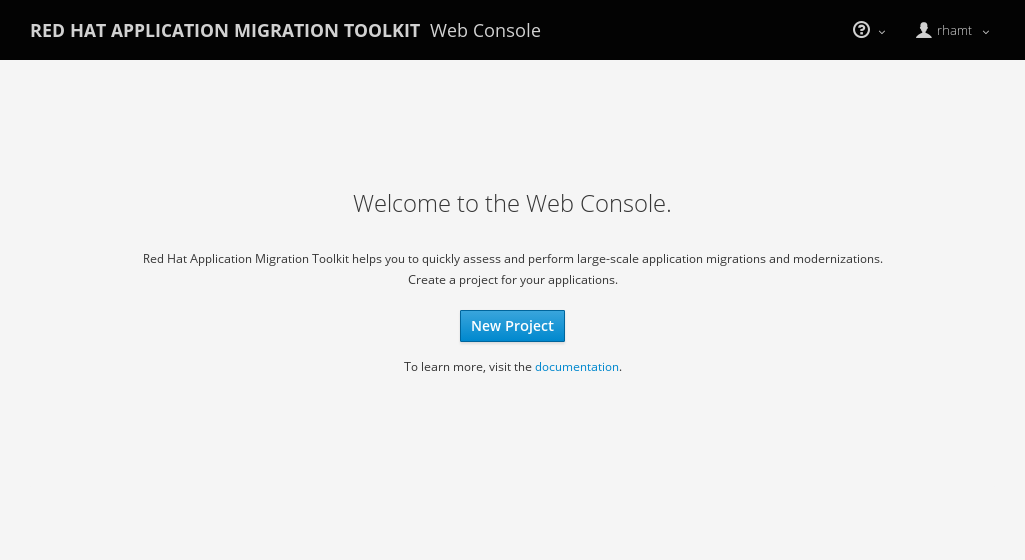 RED HAT APPLICATION MIGRATION TOOLKIT Web Console
rhamt
Welcome to the Web Console.
Red Hat Application Migration Toolkit helps you to quickly assess and perform large-scale application migrations and modernizations.
Create a project for your applications.
New Project
To learn more, visit the documentation.